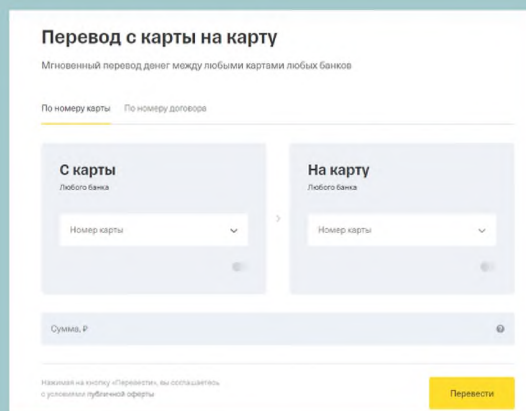 Перевод с карты на карту
Мгновенный перевод денег между любыми картами любых банков
По номеру карты По номеру договора
С карты На карту
Любого банка Любого банка
Номер карты Номер карты
Сумма, ₽
Нажимая на кнопку «Перевести», вы соглашаетесь
с условиями публичной оферты
Перевести